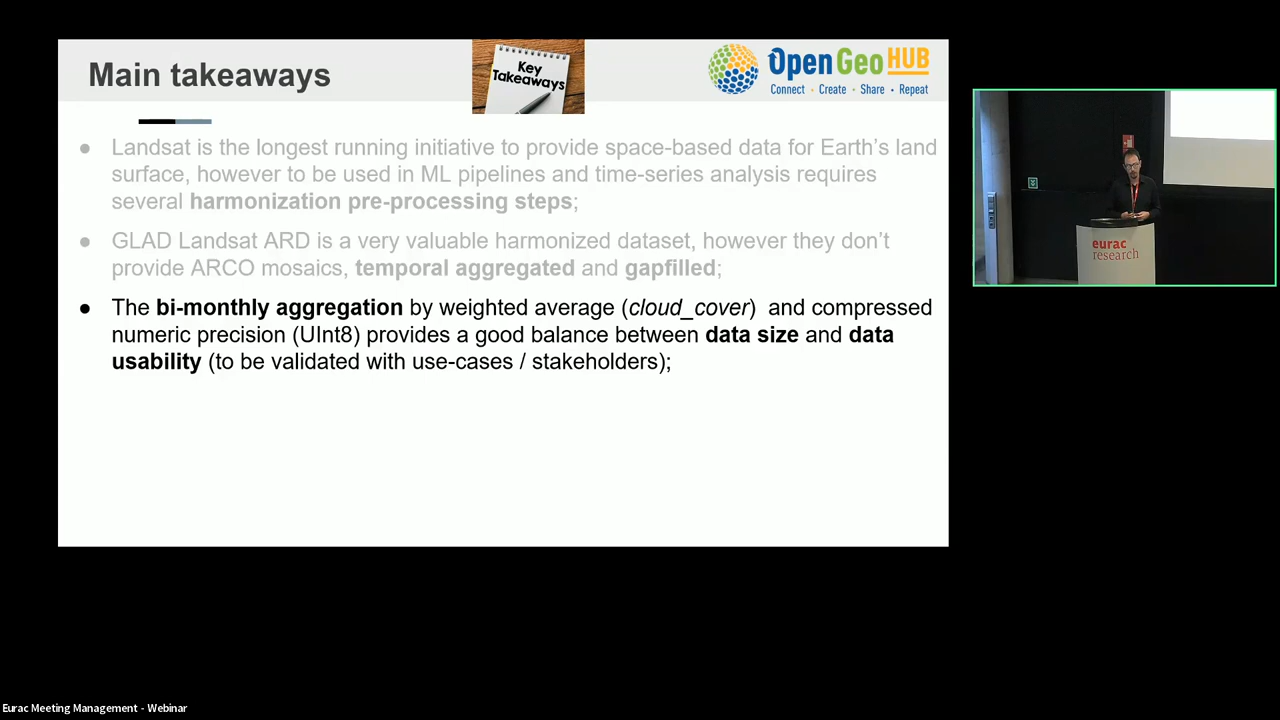 Main takeaways
Key
Takeaways
OpenGeoHUB
Connect • Create • Share • Repeat
● Landsat is the longest running initiative to provide space-based data for Earth's land
surface, however to be used in ML pipelines and time-series analysis requires
several harmonization pre-processing steps;
● GLAD Landsat ARD is a very valuable harmonized dataset, however they don't
provide ARCO mosaics, temporal aggregated and gapfilled;
● The bi-monthly aggregation by weighted average (cloud_cover) and compressed
numeric precision (UInt8) provides a good balance between data size and data
usability (to be validated with use-cases / stakeholders);
eurac
research
Eurac Meeting Management - Webinar